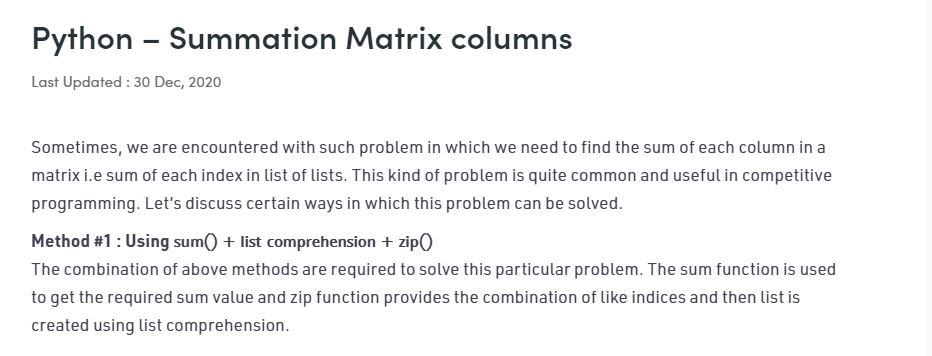 Python – Summation Matrix columns
Last Updated : 30 Dec, 2020
Sometimes, we are encountered with such problem in which we need to find the sum of each column in a
matrix i.e sum of each index in list of lists. This kind of problem is quite common and useful in competitive
programming. Let’s discuss certain ways in which this problem can be solved.
Method #1 : Using sum() + list comprehension + zip()
The combination of above methods are required to solve this particular problem. The sum function is used
to get the required sum value and zip function provides the combination of like indices and then list is
created using list comprehension.